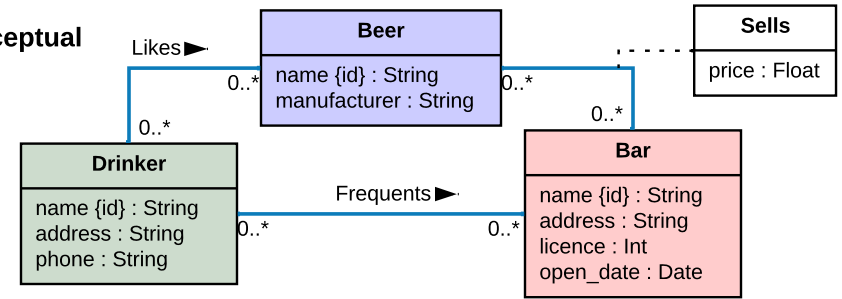 ceptual
Likes
Beer
name {id} : String
manufacturer : String
Sells
price : Float
0..*
0..*
0..*
0..*
Drinker
name {id} : String
address : String
phone : String
Frequents
0..*
0..*
Bar
name {id} : String
address : String
licence : Int
open_date : Date